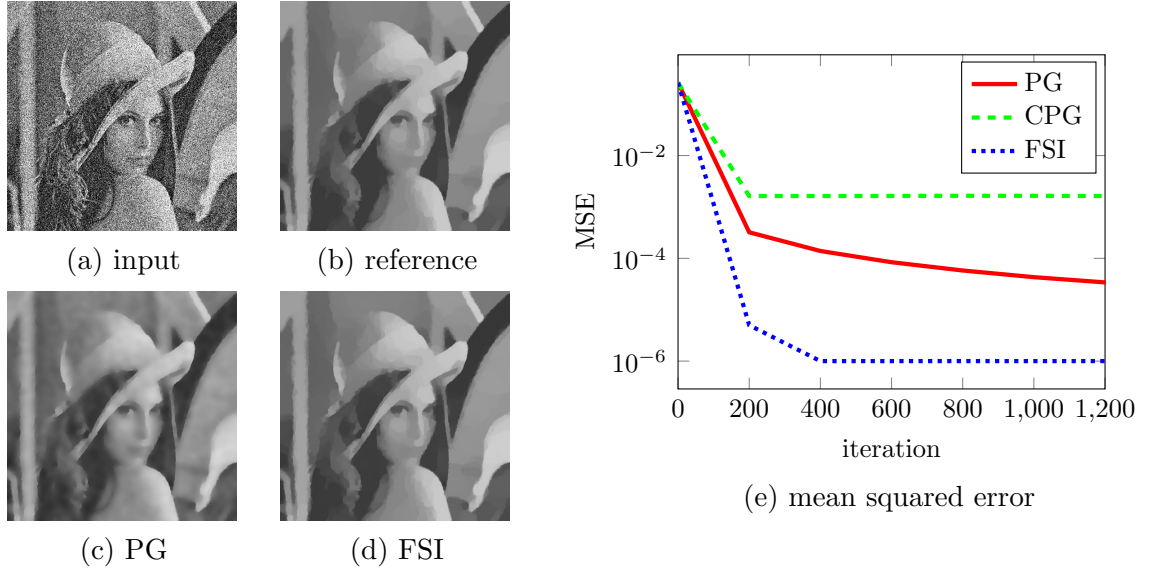 (a) input
(b) reference
(c) PG
(d) FSI
MSE
10⁻²
10⁻⁴
10⁻⁶
PG
CPG
FSI
0 200 400 600 800 1,000 1,200
iteration
(e) mean squared error